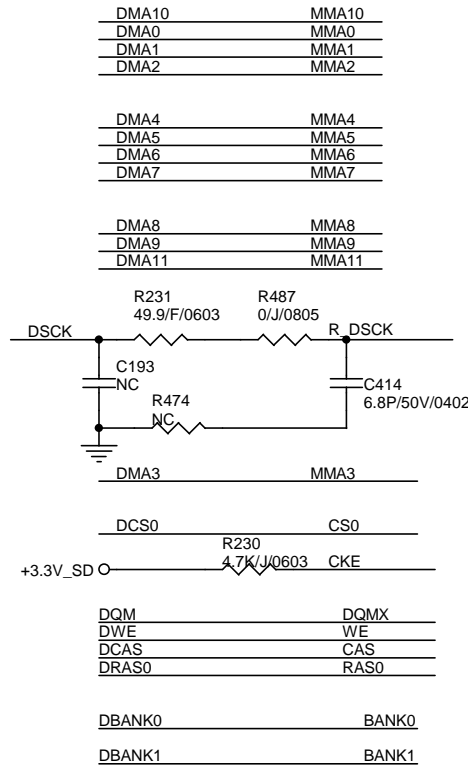 DMA10 MMA10
DMA0 MMA0
DMA1 MMA1
DMA2 MMA2
DMA4 MMA4
DMA5 MMA5
DMA6 MMA6
DMA7 MMA7
DMA8 MMA8
DMA9 MMA9
DMA11 MMA11
R231 R487
49.9/F/0603 0/J/0805
DSCK R_DSCK
C193
NC C414
R474 6.8P/50V/0402
NC
DMA3 MMA3
DCS0 CS0
R230
+3.3V_SD 4.7K/J/0603 CKE
DQM DQMX
DWE WE
DCAS CAS
DRAS0 RAS0
DBANK0 BANK0
DBANK1 BANK1